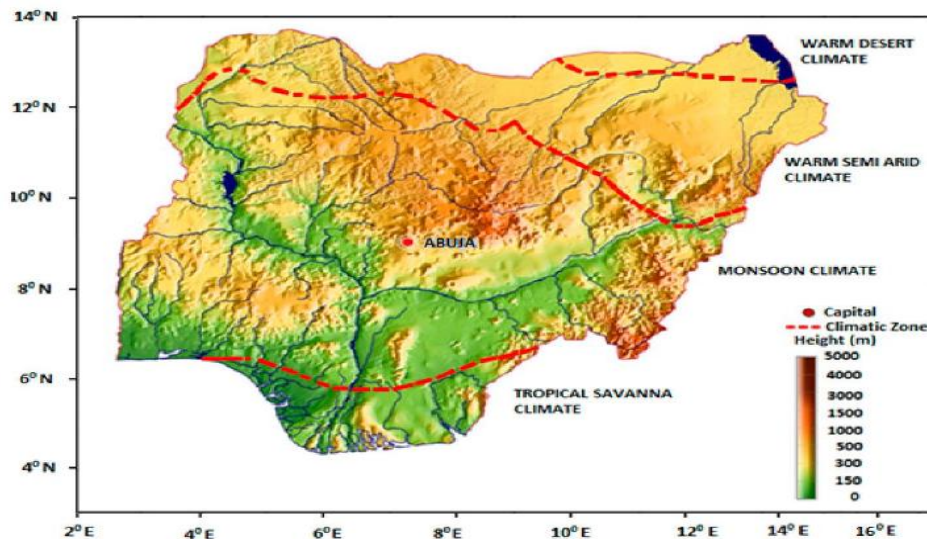 14° N
WARM DESERT
CLIMATE
12° N
WARM SEMI ARID
CLIMATE
10° N
ABUJA
MONSOON CLIMATE
8° N
Capital
Climatic Zone
Height (m)
5000
4000
3000
1500
1000
500
300
150
0
6° N
TROPICAL SAVANNA
CLIMATE
4° N
2° E
4° E
6° E
8° E
10° E
12° E
14° E
16° E